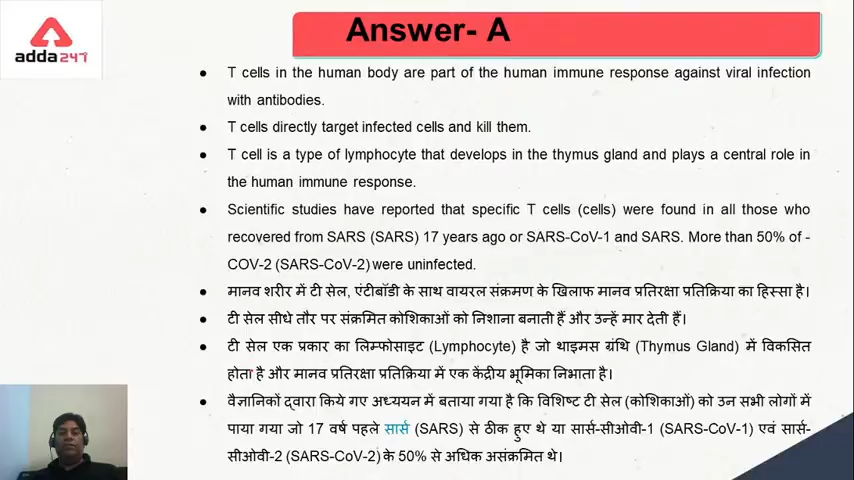 Answer- A
adda247
● T cells in the human body are part of the human immune response against viral infection
with antibodies.
● T cells directly target infected cells and kill them.
● T cell is a type of lymphocyte that develops in the thymus gland and plays a central role in
the human immune response.
● Scientific studies have reported that specific T cells (cells) were found in all those who
recovered from SARS (SARS) 17 years ago or SARS-CoV-1 and SARS. More than 50% of -
COV-2 (SARS-CoV-2) were uninfected.
● मानव शरीर में टी सेल, एंटीबॉडी के साथ वायरल संक्रमण के खिलाफ मानव प्रतिरक्षा प्रतिक्रिया का हिस्सा है।
● टी सेल सीधे तौर पर संक्रमित कोशिकाओं को निशाना बनाती हैं और उन्हें मार देती हैं।
● टी सेल एक प्रकार का लिम्फोसाइट (Lymphocyte) है जो थाइमस ग्रंथि (Thymus Gland) में विकसित
होता है और मानव प्रतिरक्षा प्रतिक्रिया में एक केंद्रीय भूमिका निभाता है।
● वैज्ञानिकों द्वारा किये गए अध्ययन में बताया गया है कि विशिष्ट टी सेल (कोशिकाओं) को उन सभी लोगों में
पाया गया जो 17 वर्ष पहले सार्स (SARS) से ठीक हुए थे या सार्स-सीओवी-1 (SARS-CoV-1) एवं सार्स-
सीओवी-2 (SARS-CoV-2) के 50% से अधिक असंक्रमित थे।